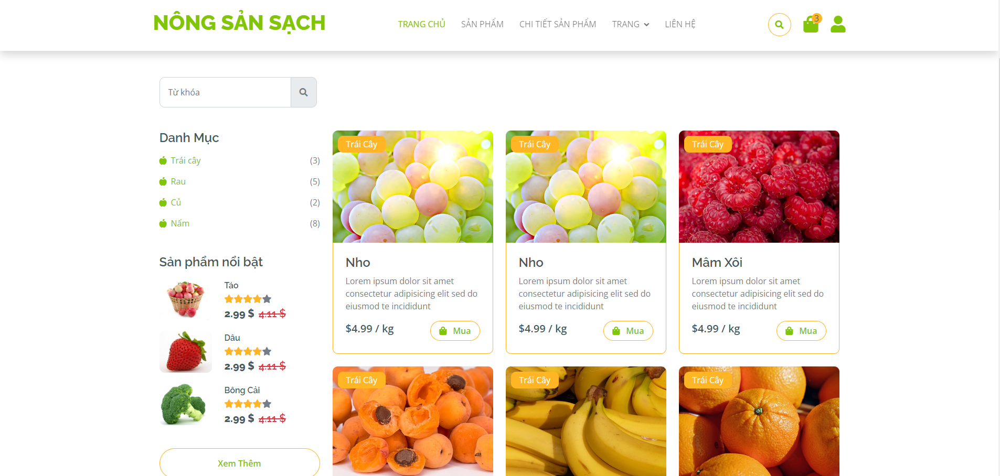 NÔNG SẢN SẠCH
TRANG CHỦ SẢN PHẨM CHI TIẾT SẢN PHẨM TRANG LIÊN HỆ
3
Từ khóa
Danh Mục
Trái cây (3)
Rau (5)
Củ (2)
Nấm (8)
Sản phẩm nổi bật
Táo
2.99 $ 4.11 $
Dâu
2.99 $ 4.11 $
Bông Cải
2.99 $ 4.11 $
Xem Thêm
Trái Cây
Nho
Lorem ipsum dolor sit amet
consectetur adipisicing elit sed do
eiusmod te incididunt
$4.99 / kg Mua
Trái Cây
Nho
Lorem ipsum dolor sit amet
consectetur adipisicing elit sed do
eiusmod te incididunt
$4.99 / kg Mua
Trái Cây
Mâm Xôi
Lorem ipsum dolor sit amet
consectetur adipisicing elit sed do
eiusmod te incididunt
$4.99 / kg Mua
Trái Cây
Trái Cây
Trái Cây